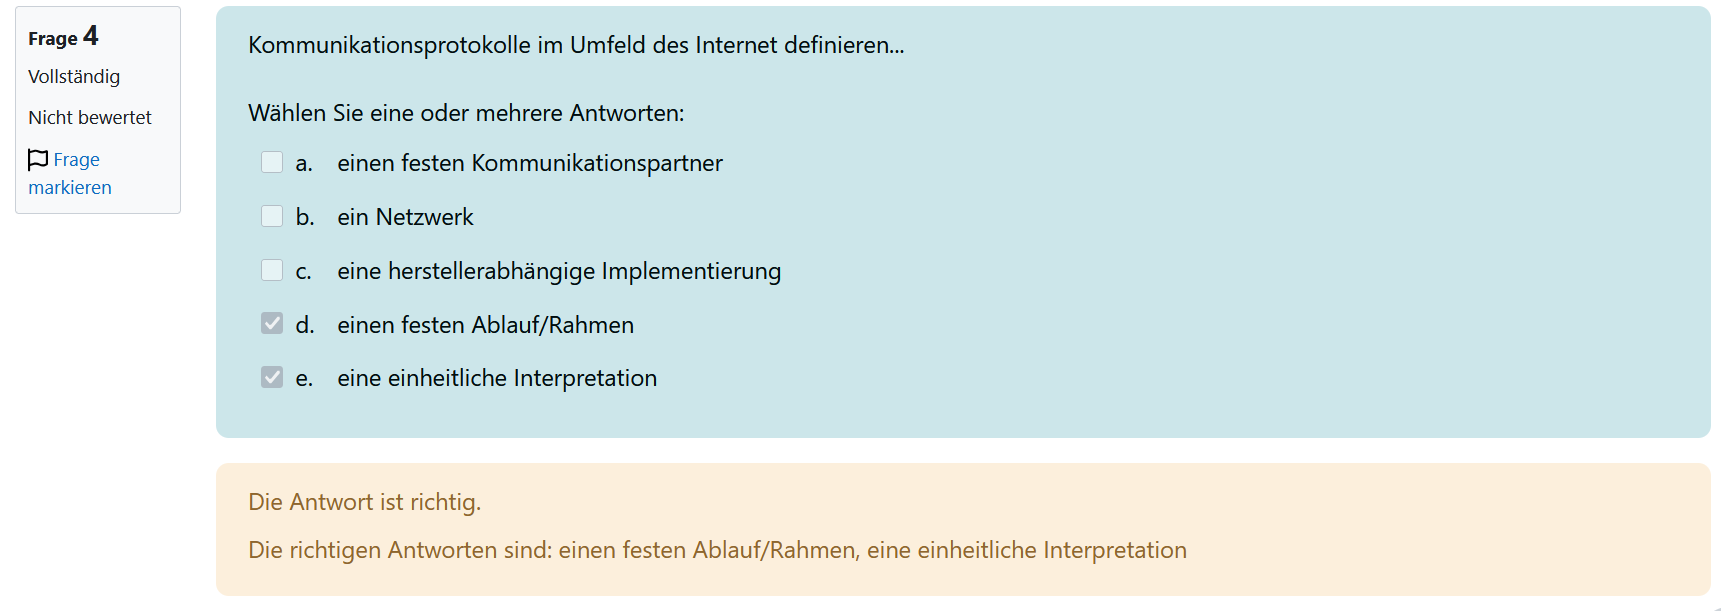 Frage 4
Vollständig
Nicht bewertet
Frage
markieren
Kommunikationsprotokolle im Umfeld des Internet definieren...
Wählen Sie eine oder mehrere Antworten:
a. einen festen Kommunikationspartner
b. ein Netzwerk
c. eine herstellerabhängige Implementierung
d. einen festen Ablauf/Rahmen
e. eine einheitliche Interpretation
Die Antwort ist richtig.
Die richtigen Antworten sind: einen festen Ablauf/Rahmen, eine einheitliche Interpretation